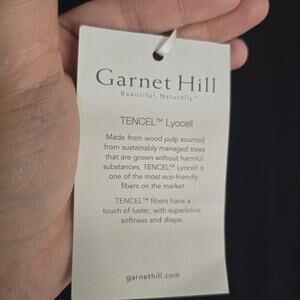 Garnet Hill
Beautiful, Naturally.™
TENCEL™ Lyocell
Made from wood pulp sourced
from sustainably managed trees
that are grown without harmful
substances, TENCEL™ Lyocell is
one of the most eco-friendly
fibers on the market.
TENCEL™ fibers have a
touch of luster, with superlative
softness and drape.
garnethill.com